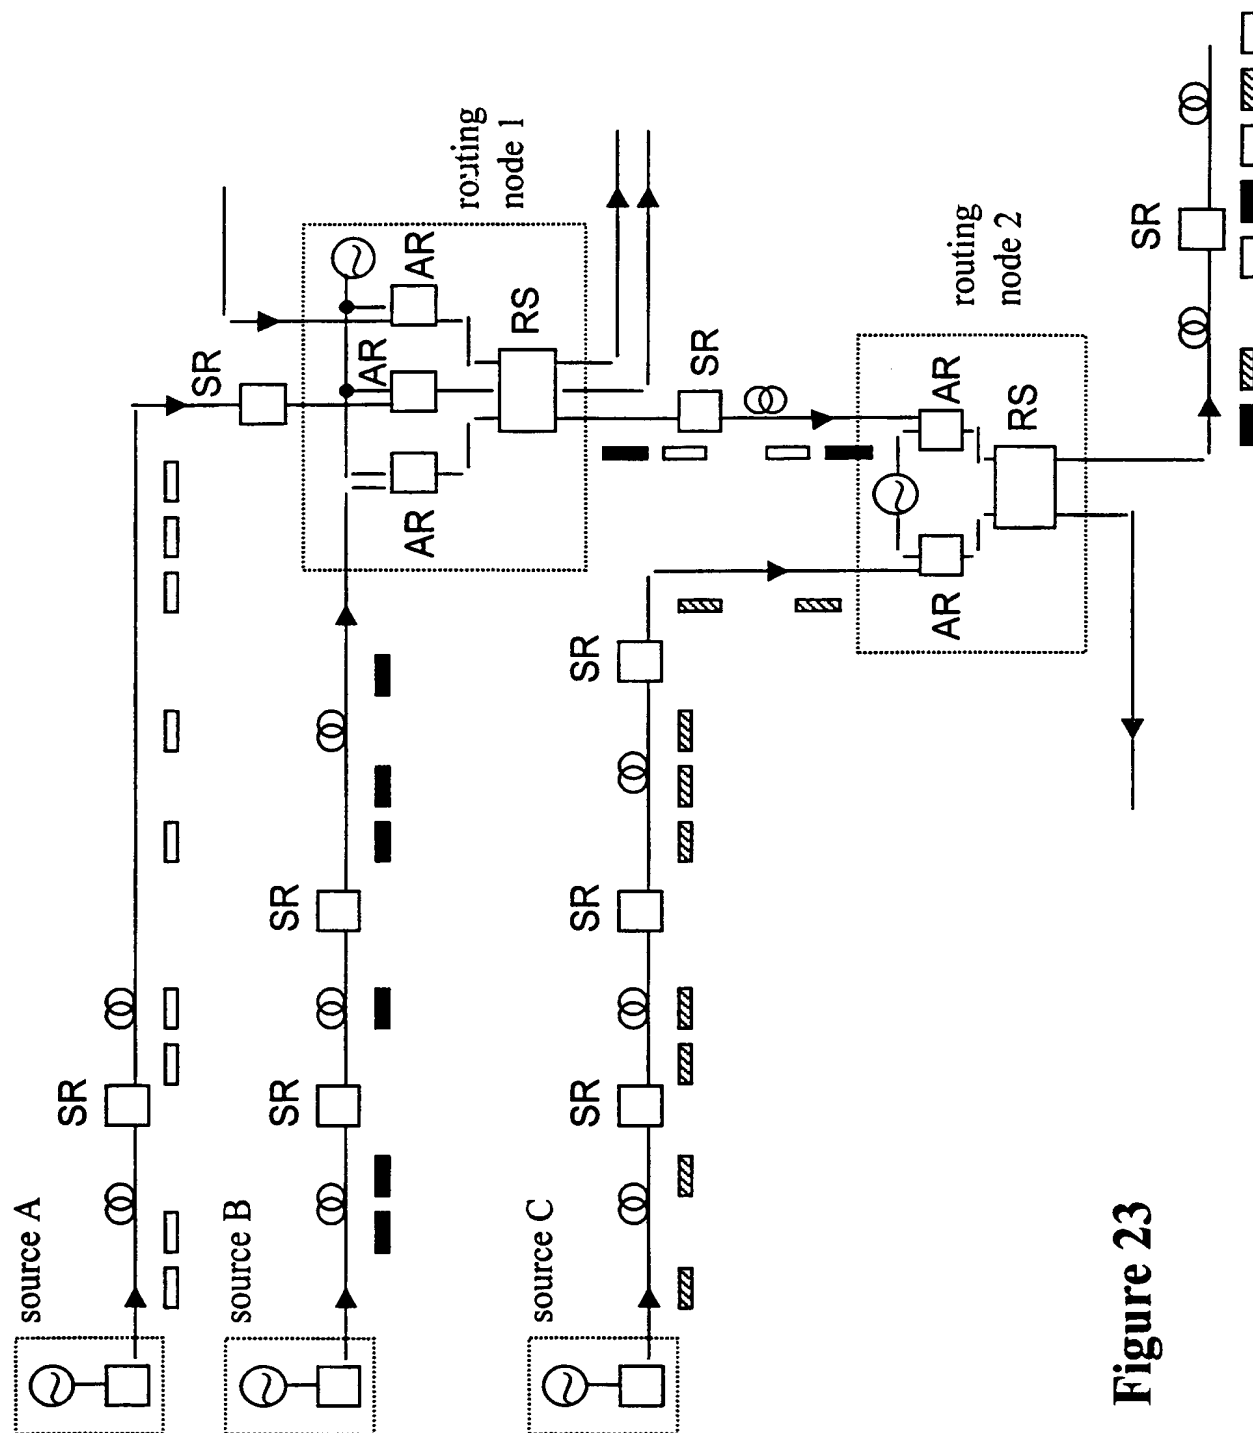 source A
SR
SR
source B
SR
SR
AR
AR
AR
routing
node 1
RS
source C
SR
SR
SR
SR
AR
AR
routing
node 2
RS
SR
Figure 23